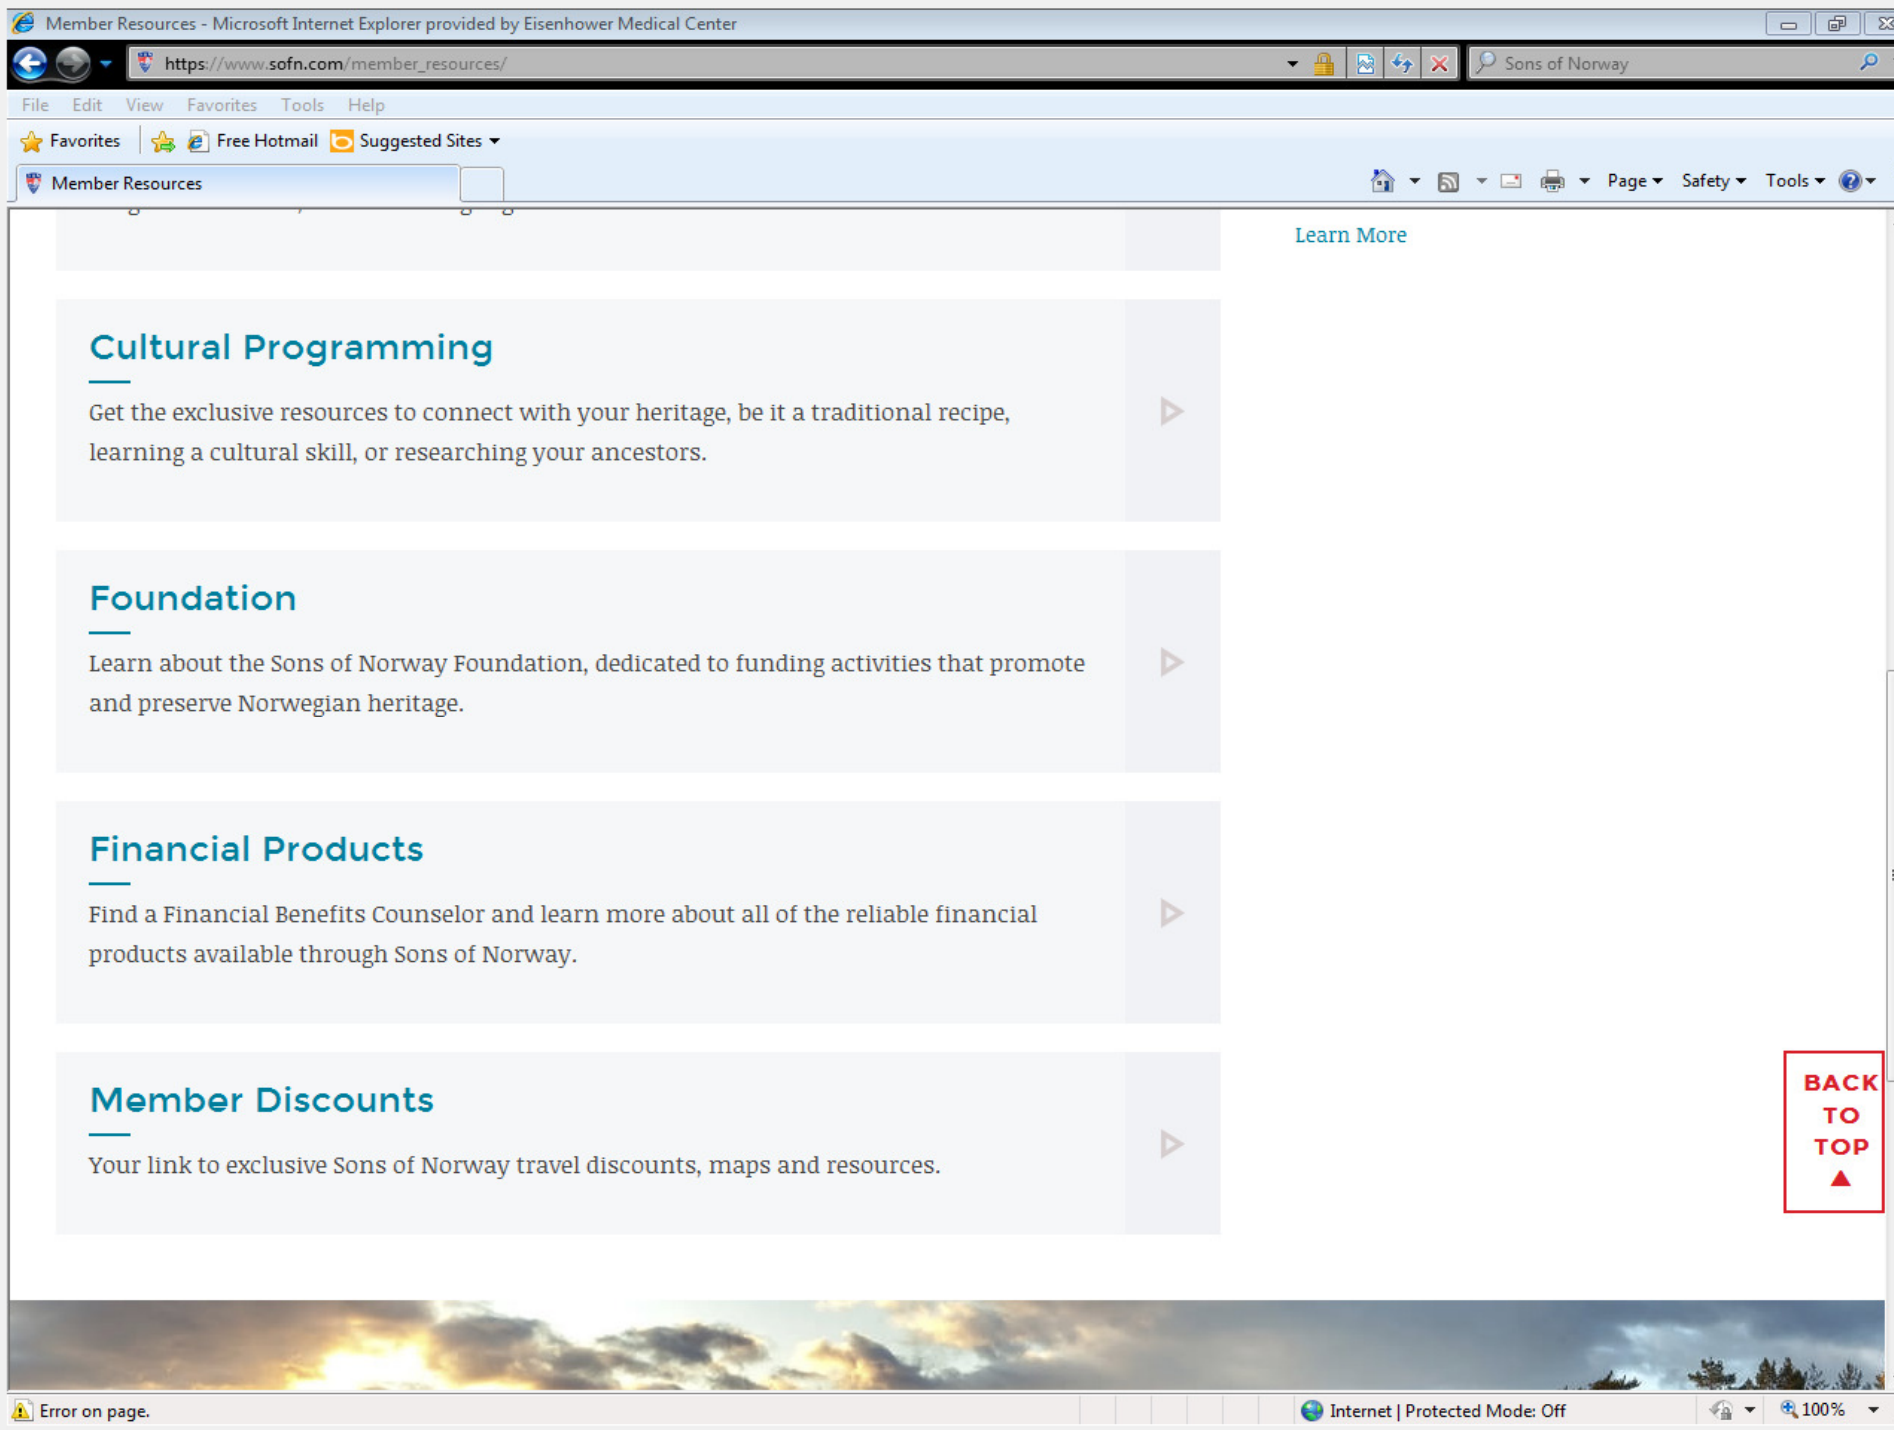 Member Resources - Microsoft Internet Explorer provided by Eisenhower Medical Center
https://www.sofn.com/member_resources/
Sons of Norway
File Edit View Favorites Tools Help
Favorites Free Hotmail Suggested Sites
Member Resources
Page Safety Tools
Learn More
Cultural Programming
Get the exclusive resources to connect with your heritage, be it a traditional recipe,
learning a cultural skill, or researching your ancestors.
Foundation
Learn about the Sons of Norway Foundation, dedicated to funding activities that promote
and preserve Norwegian heritage.
Financial Products
Find a Financial Benefits Counselor and learn more about all of the reliable financial
products available through Sons of Norway.
Member Discounts
Your link to exclusive Sons of Norway travel discounts, maps and resources.
BACK
TO
TOP
Error on page.
Internet | Protected Mode: Off
100%